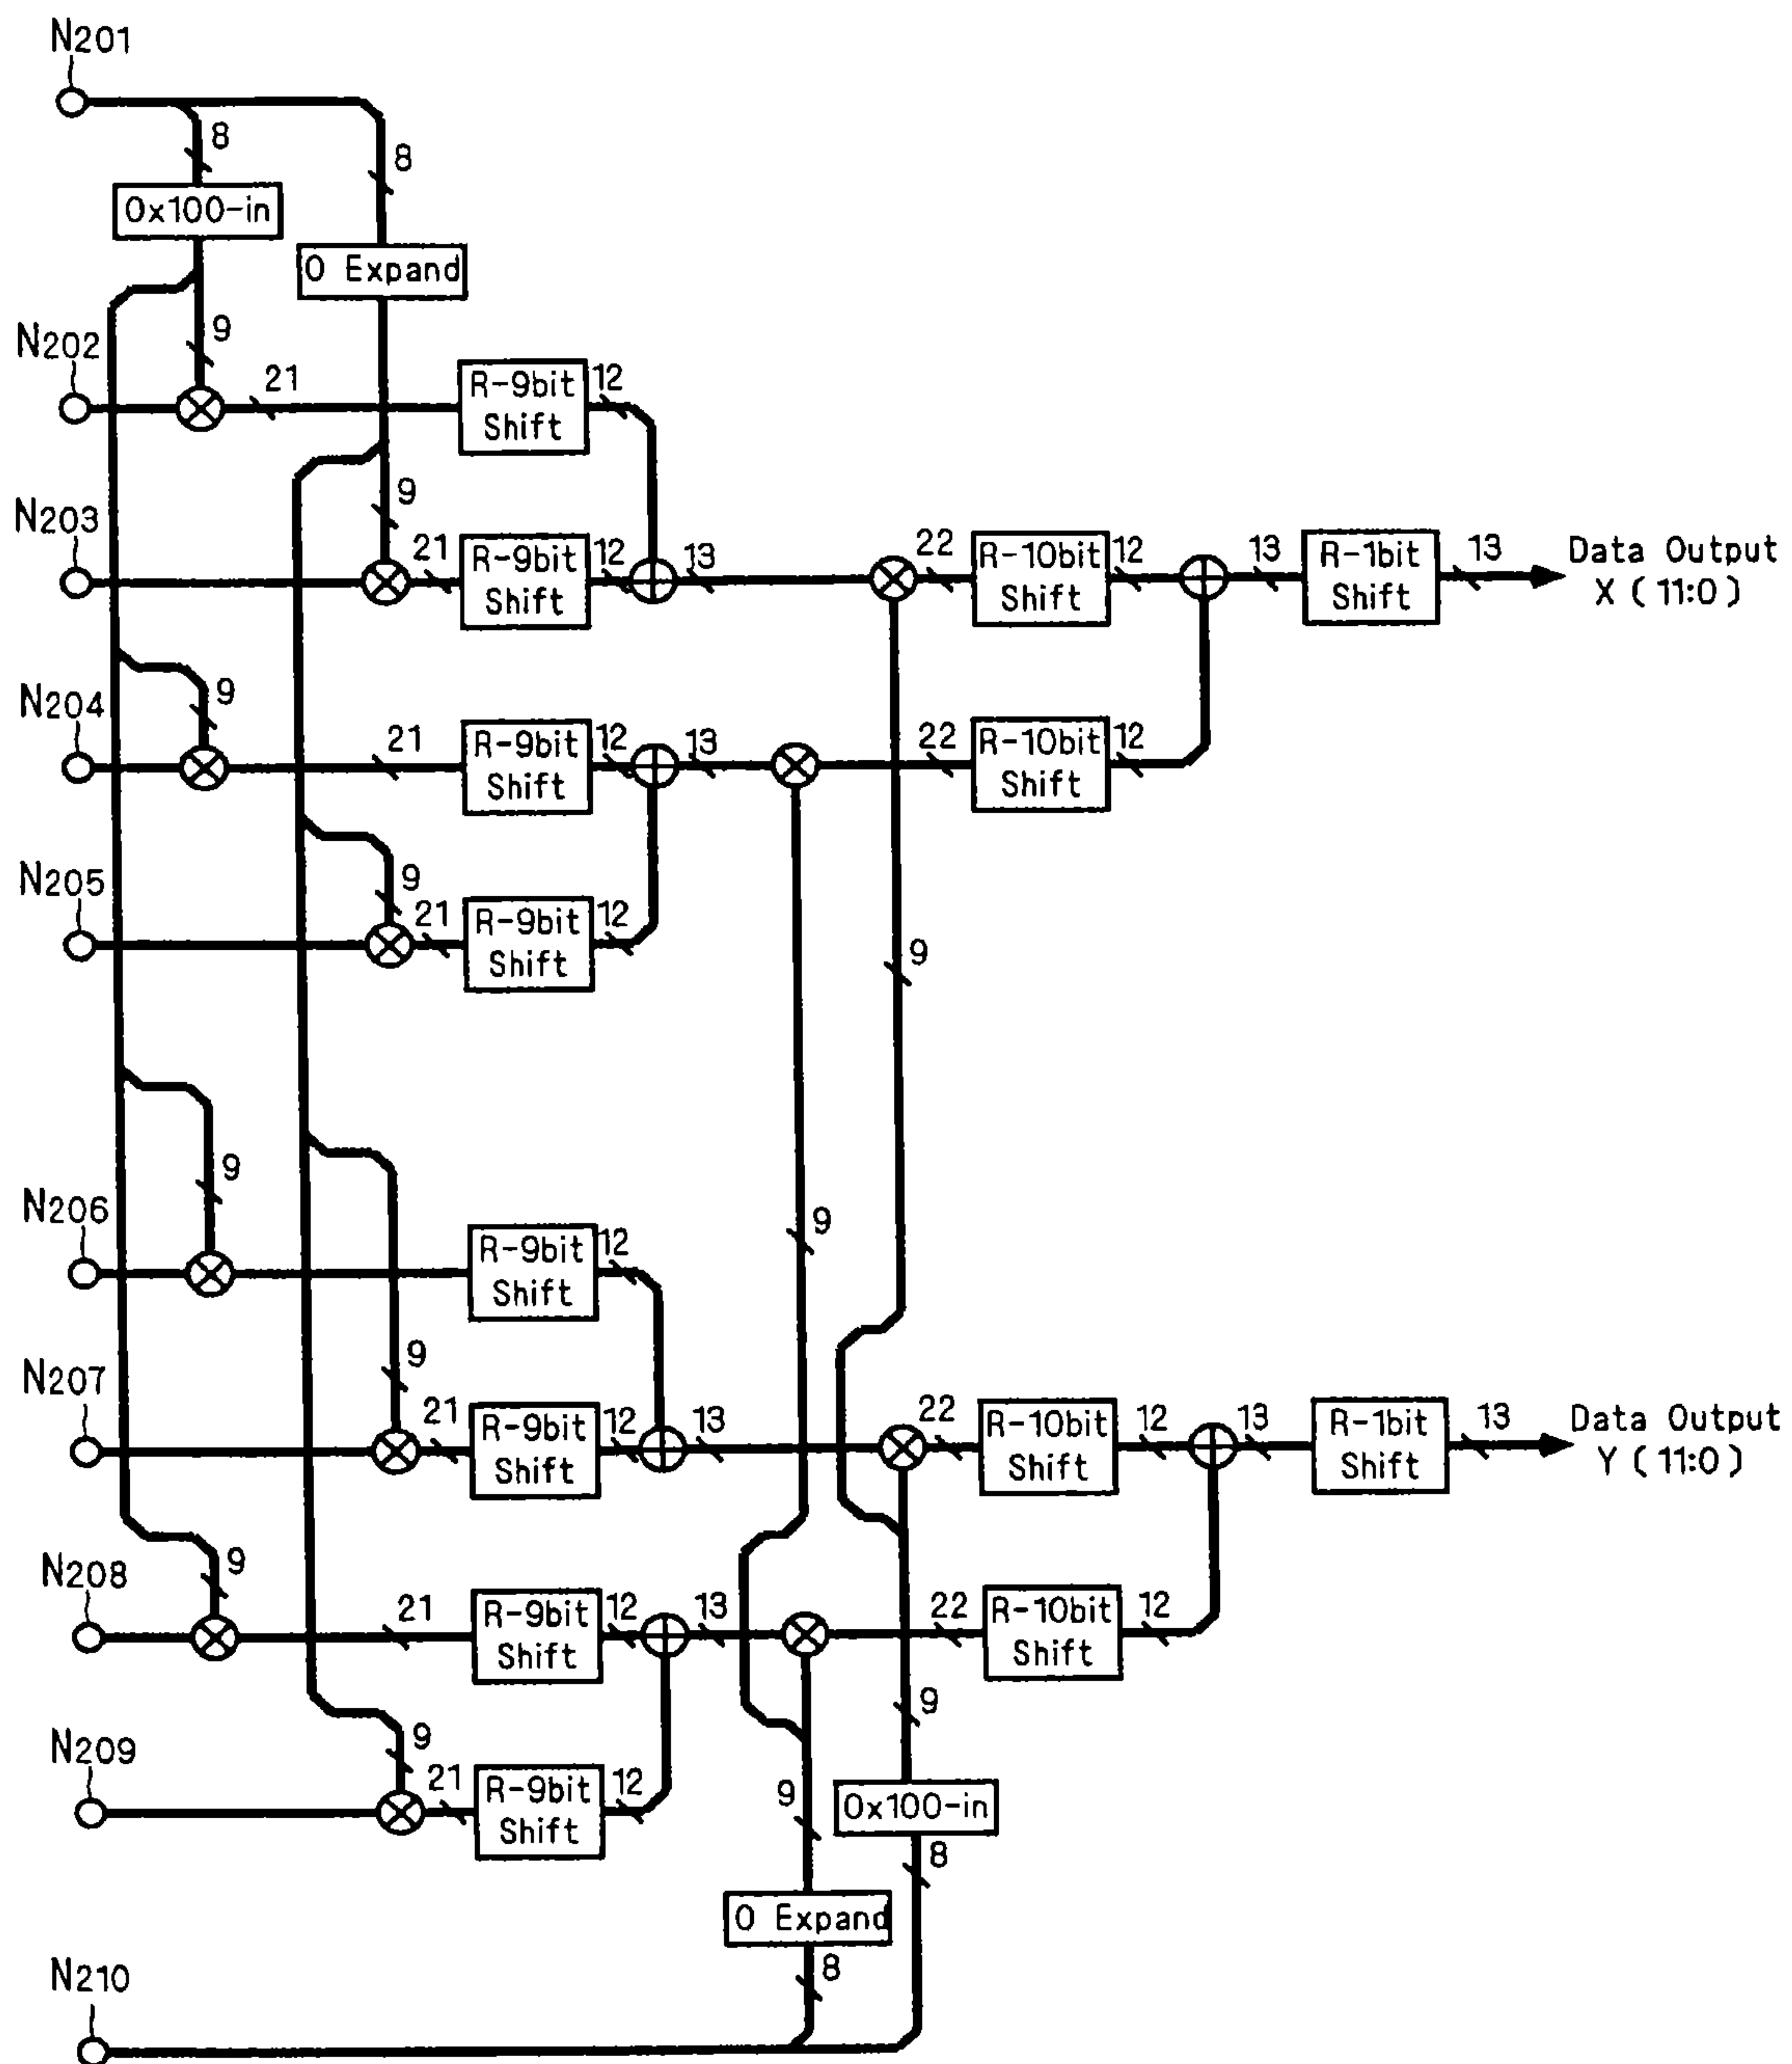 N201
8
8
0x100-in
0 Expand
N202
9
21
R-9bit
Shift
12
N203
9
21
R-9bit
Shift
12
13
22
R-10bit
Shift
12
13
R-1bit
Shift
13
Data Output
X (11:0)
N204
9
21
R-9bit
Shift
12
13
22
R-10bit
Shift
12
N205
9
21
R-9bit
Shift
12
9
N206
9
R-9bit
Shift
12
9
N207
9
21
R-9bit
Shift
12
13
22
R-10bit
Shift
12
13
R-1bit
Shift
13
Data Output
Y (11:0)
N208
9
21
R-9bit
Shift
12
13
22
R-10bit
Shift
12
N209
9
21
R-9bit
Shift
12
9
9
0x100-in
8
0 Expand
8
N210